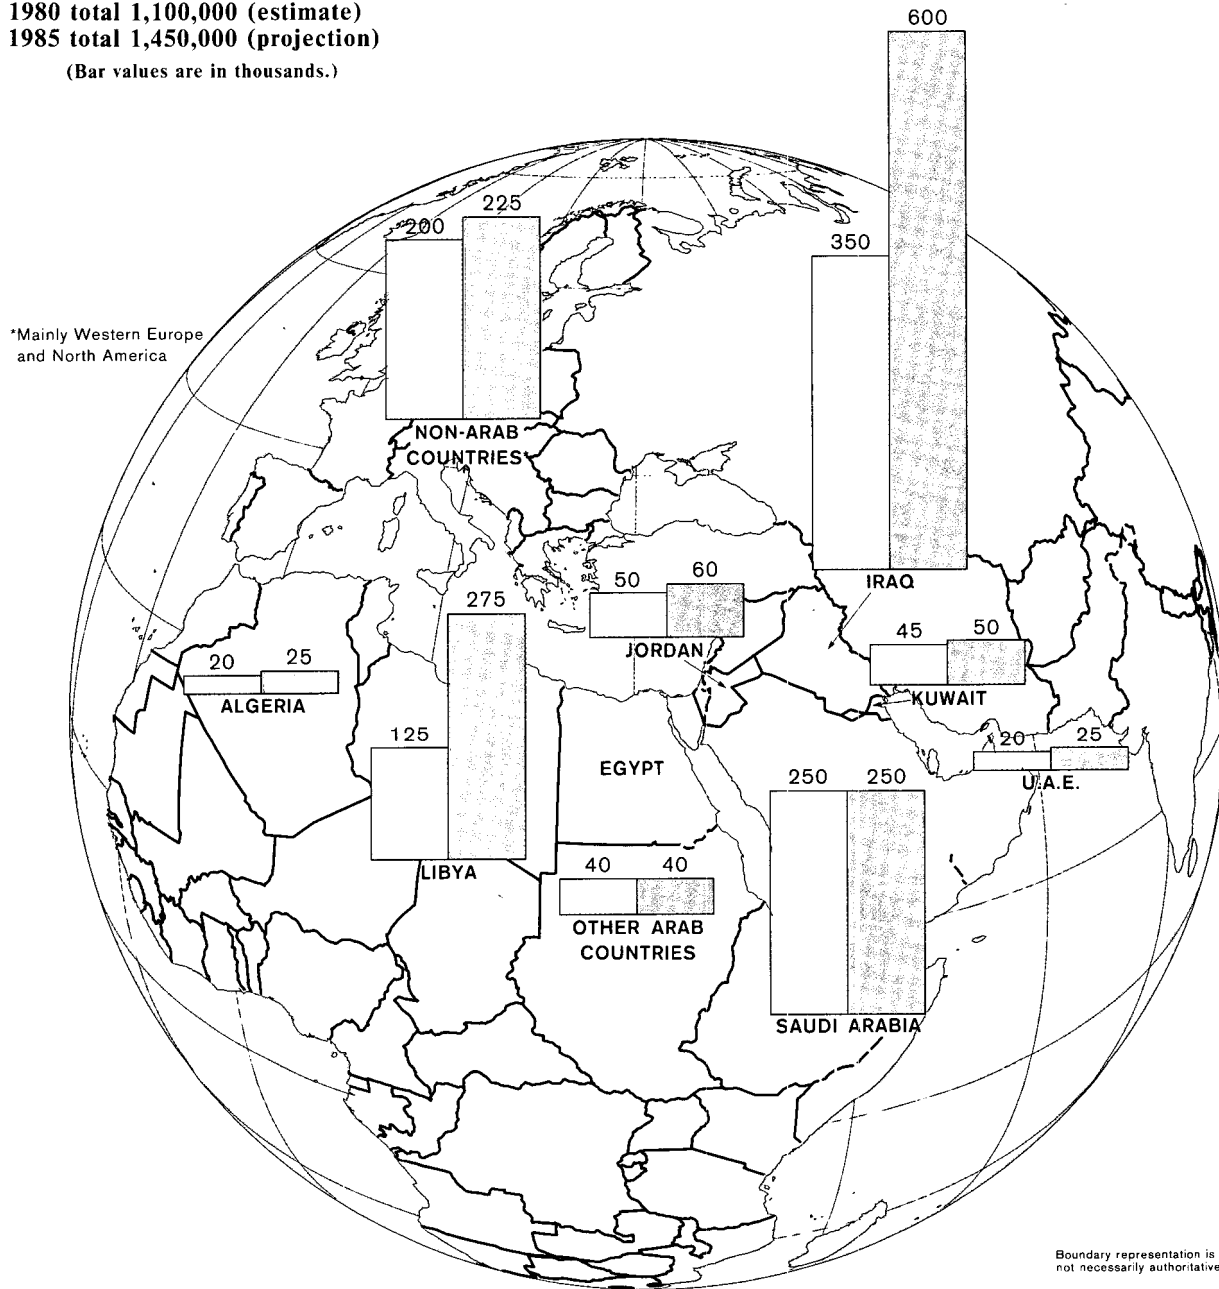 1980 total 1,100,000 (estimate)
1985 total 1,450,000 (projection)
(Bar values are in thousands.)
600
200
225
350
*Mainly Western Europe
and North America
NON-ARAB
COUNTRIES*
IRAQ
50
60
JORDAN
275
45
50
KUWAIT
20
25
ALGERIA
125
LIBYA
EGYPT
20
25
U.A.E.
250
250
SAUDI ARABIA
40
40
OTHER ARAB
COUNTRIES
Boundary representation is
not necessarily authoritative